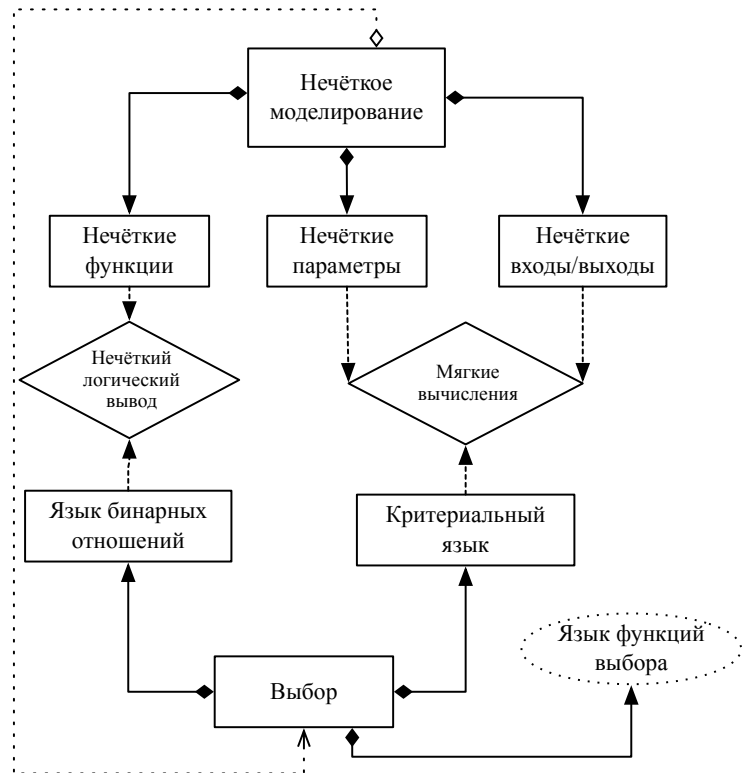 Нечёткое
моделирование
Нечёткие
функции
Нечёткие
параметры
Нечёткие
входы/выходы
Нечёткий
логический
вывод
Мягкие
вычисления
Язык бинарных
отношений
Критериальный
язык
Язык функций
выбора
Выбор